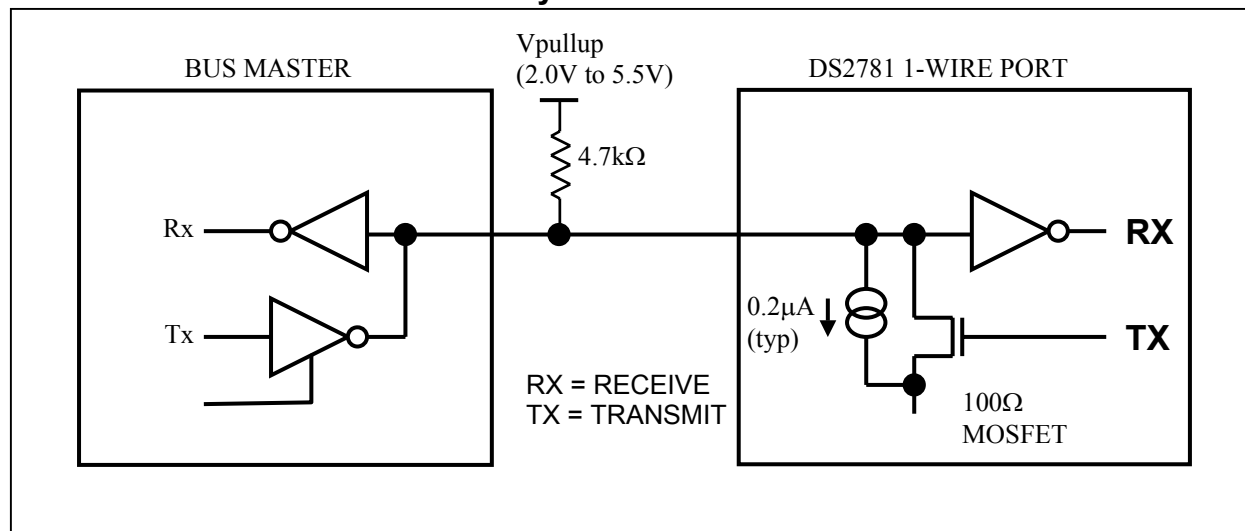 BUS MASTER
Vpullup
(2.0V to 5.5V)
DS2781 1-WIRE PORT
4.7kΩ
Rx
RX
Tx
0.2μA
(typ)
TX
RX = RECEIVE
TX = TRANSMIT
100Ω
MOSFET